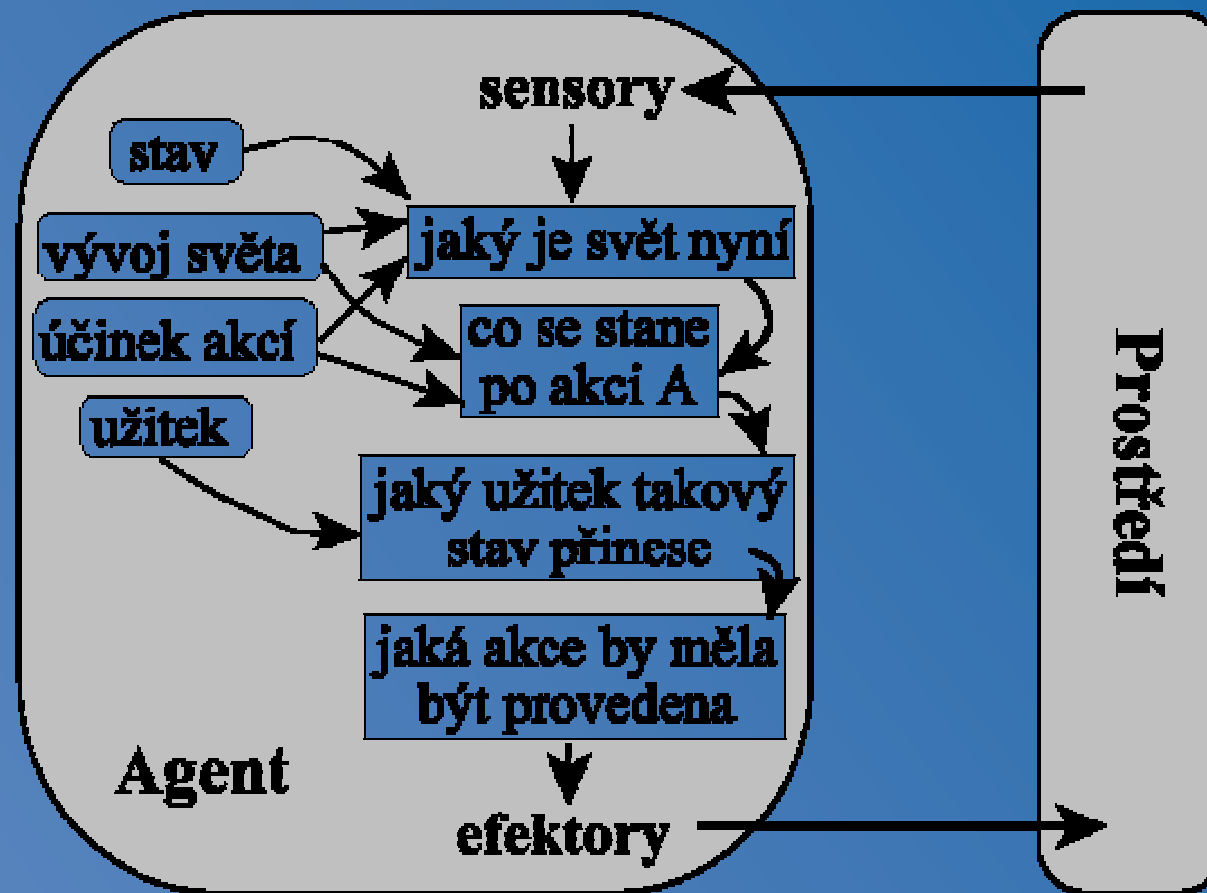 sensory
stav
vývoj světa
jaký je svět nyní
účinek akcí
co se stane
po akci A
užitek
jaký užitek takový
stav přinese
jaká akce by měla
být provedena
Agent
efektory
Prostředí